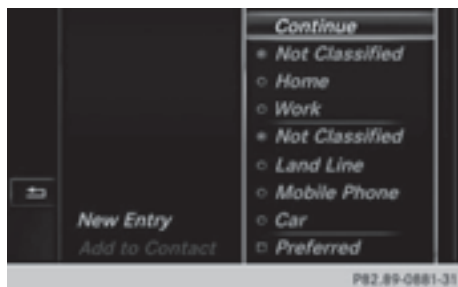 Continue
Not Classified
Home
Work
Not Classified
Land Line
Mobile Phone
New Entry
Car
Add to Contact
Preferred
P82.89-0881-31